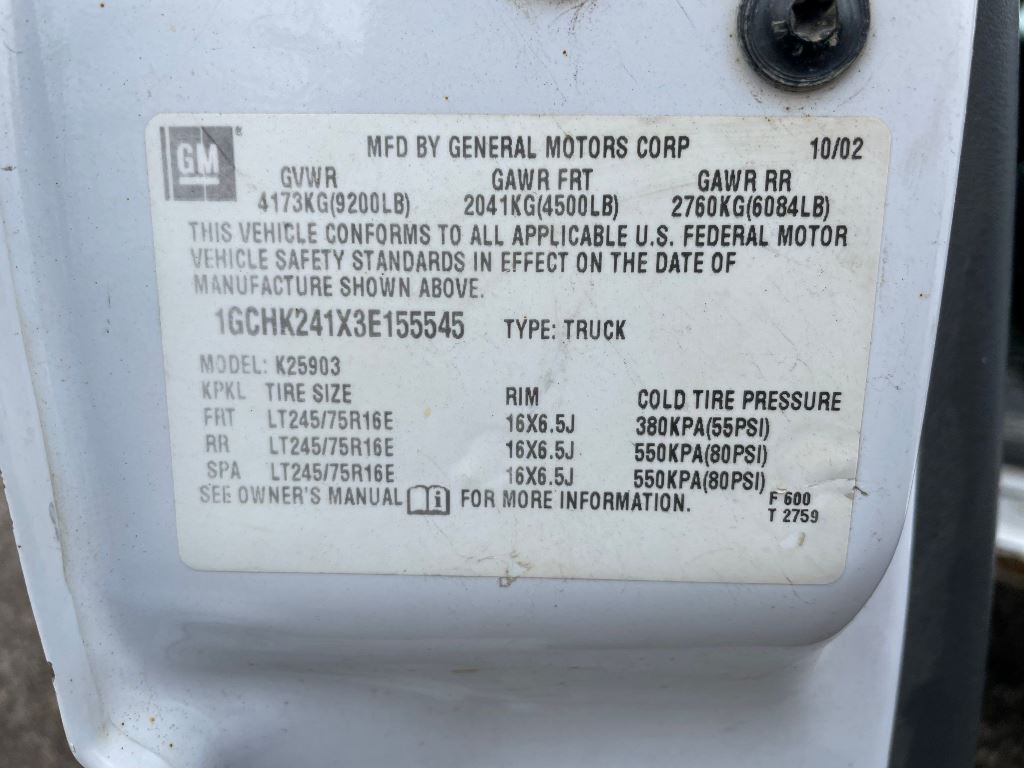 GM
MFD BY GENERAL MOTORS CORP 10/02
GVWR GAWR FRT GAWR RR
4173KG(9200LB) 2041KG(4500LB) 2760KG(6084LB)
THIS VEHICLE CONFORMS TO ALL APPLICABLE U.S. FEDERAL MOTOR
VEHICLE SAFETY STANDARDS IN EFFECT ON THE DATE OF
MANUFACTURE SHOWN ABOVE.
1GCHK241X3E155545 TYPE: TRUCK
MODEL: K25903
KPKL TIRE SIZE RIM COLD TIRE PRESSURE
FRT LT245/75R16E 16X6.5J 380KPA(55PSI)
RR LT245/75R16E 16X6.5J 550KPA(80PSI)
SPA LT245/75R16E 16X6.5J 550KPA(80PSI)
SEE OWNER'S MANUAL i FOR MORE INFORMATION.
F 600
T 2759